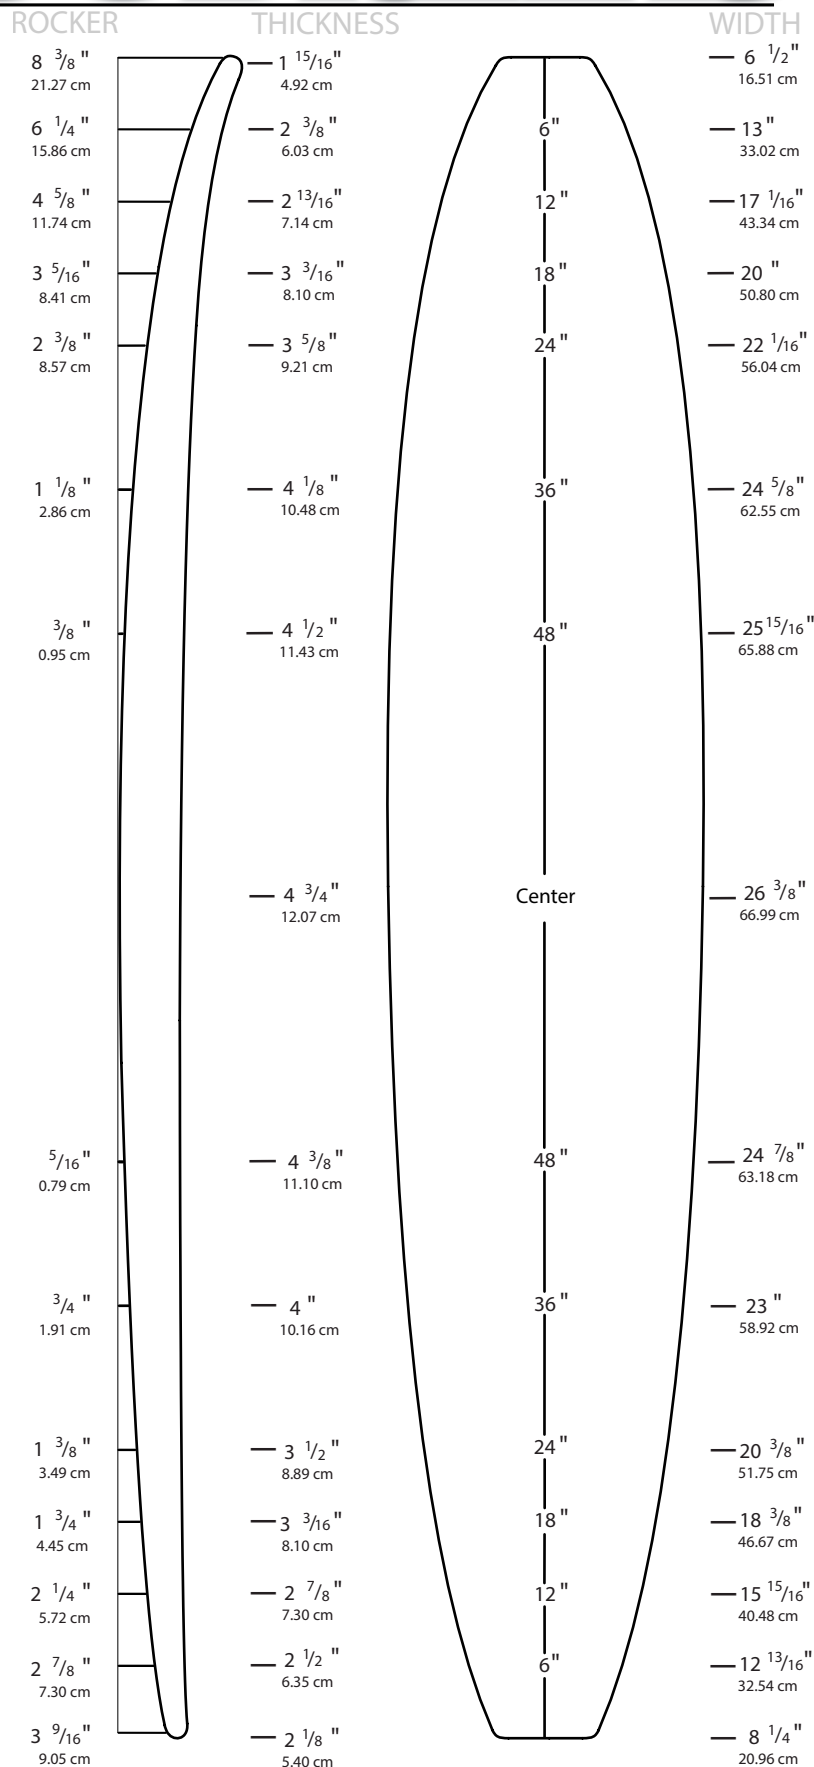 ROCKER THICKNESS WIDTH
8 3/8 " 1 15/16" 6 1/2"
21.27 cm 4.92 cm 16.51 cm
6 1/4 " 2 3/8 " 6" 13"
15.86 cm 6.03 cm 33.02 cm
4 5/8 " 2 13/16" 12" 17 1/16"
11.74 cm 7.14 cm 43.34 cm
3 5/16" 3 3/16" 18" 20 "
8.41 cm 8.10 cm 50.80 cm
2 3/8 " 3 5/8 " 24" 22 1/16"
8.57 cm 9.21 cm 56.04 cm
1 1/8 " 4 1/8 " 36" 24 5/8"
2.86 cm 10.48 cm 62.55 cm
3/8 " 4 1/2 " 48" 25 15/16"
0.95 cm 11.43 cm 65.88 cm
4 3/4" Center 26 3/8"
12.07 cm 66.99 cm
5/16" 4 3/8 " 48" 24 7/8"
0.79 cm 11.10 cm 63.18 cm
3/4 " 4 " 36" 23 "
1.91 cm 10.16 cm 58.92 cm
1 3/8 " 3 1/2 " 24" 20 3/8"
3.49 cm 8.89 cm 51.75 cm
1 3/4 " 3 3/16" 18" 18 3/8"
4.45 cm 8.10 cm 46.67 cm
2 1/4 " 2 7/8 " 12" 15 15/16"
5.72 cm 7.30 cm 40.48 cm
2 7/8 " 2 1/2 " 6" 12 13/16"
7.30 cm 6.35 cm 32.54 cm
3 9/16" 2 1/8 " 8 1/4 "
9.05 cm 5.40 cm 20.96 cm